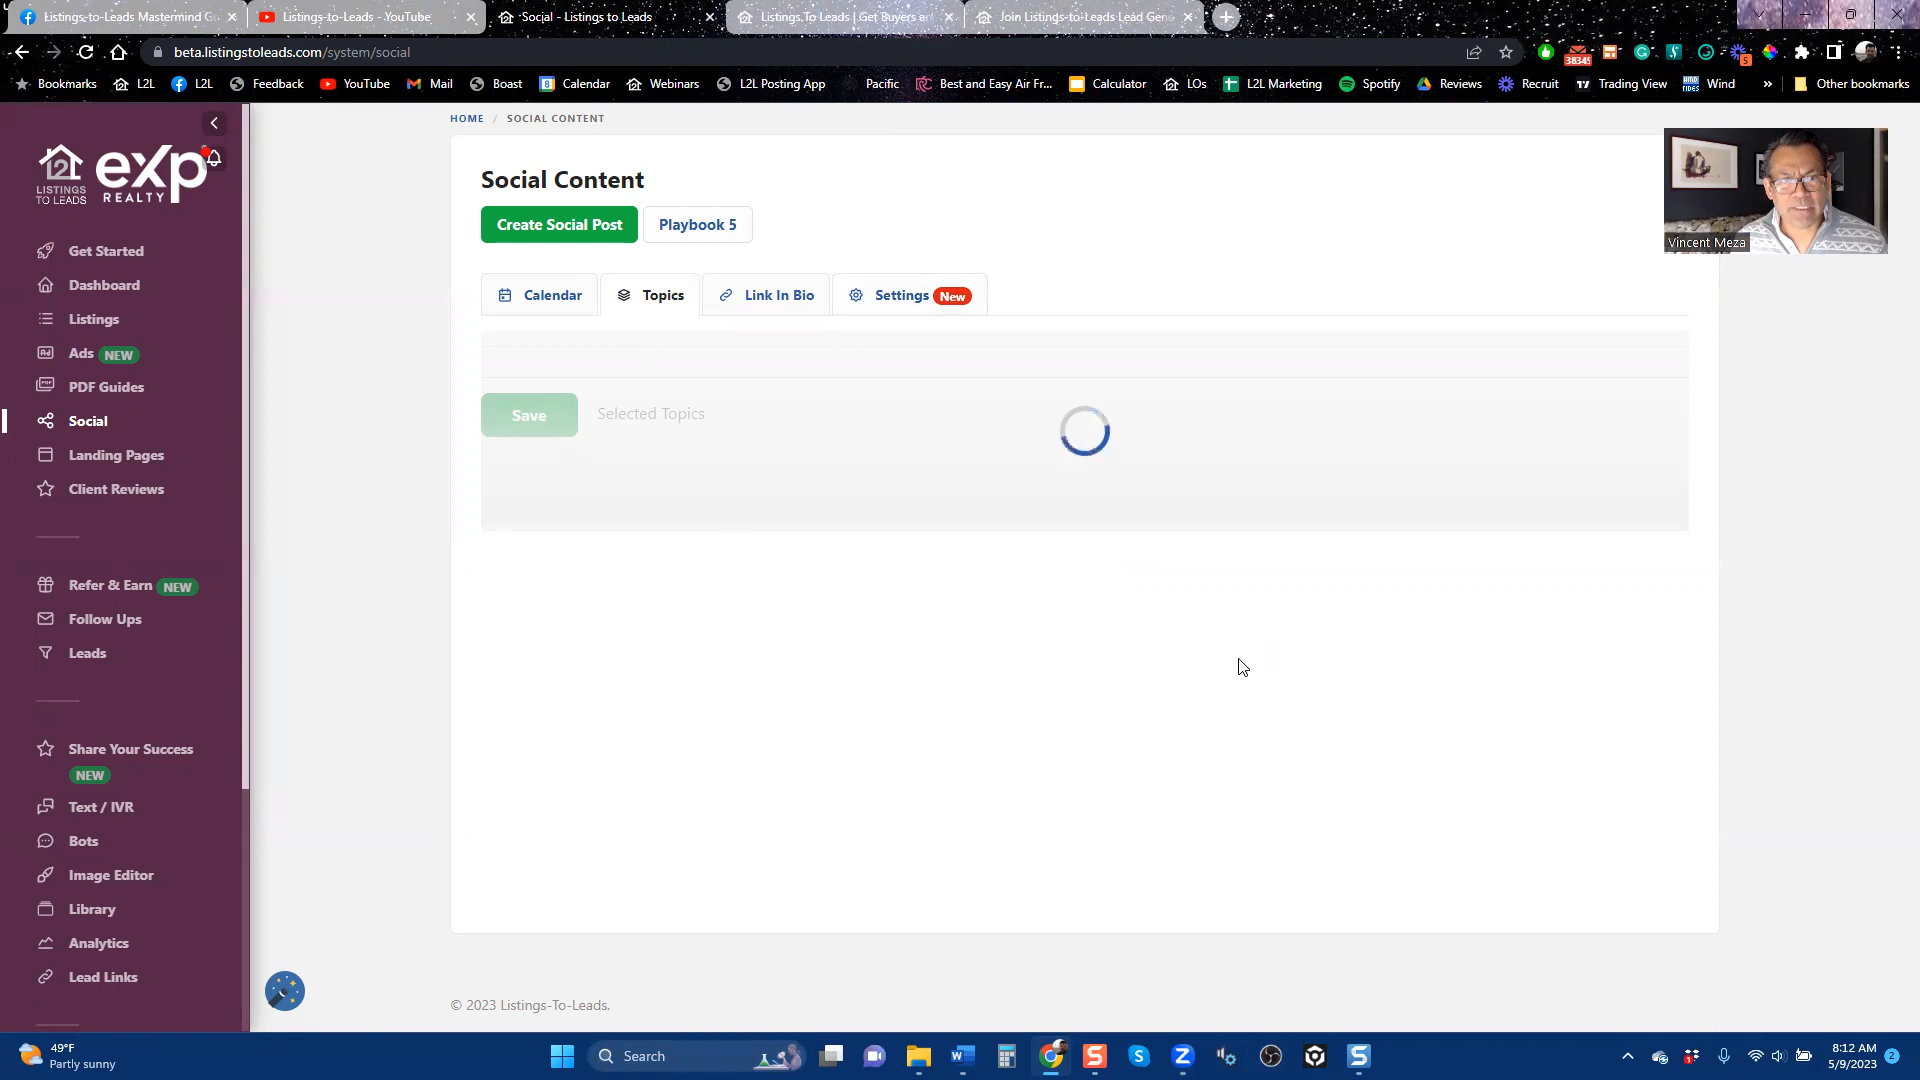 Listings-to-Leads Mastermind G
Listings-to-Leads - YouTube
Social - Listings to Leads
Listings To Leads | Get Buyers an
Join Listings-to-Leads Lead Gene
beta.listingstoleads.com/system/social
38345
5
Bookmarks
L2L
L2L
Feedback
YouTube
Mail
Boast
Calendar
Webinars
L2L Posting App
Pacific
Best and Easy Air Fr...
Calculator
LOs
L2L Marketing
Spotify
Reviews
Recruit
Trading View
Wind
»
Other bookmarks
L2L
LISTINGS
TO LEADS
eXp
REALTY
Get Started
Dashboard
Listings
Ads NEW
PDF Guides
Social
Landing Pages
Client Reviews
Refer & Earn NEW
Follow Ups
Leads
Share Your Success
NEW
Text / IVR
Bots
Image Editor
Library
Analytics
Lead Links
HOME / SOCIAL CONTENT
Social Content
Create Social Post
Playbook 5
Calendar
Topics
Link In Bio
Settings New
Save
Selected Topics
Vincent Meza
© 2023 Listings-To-Leads.
49°F
Partly sunny
Search
8:12 AM
5/9/2023
2